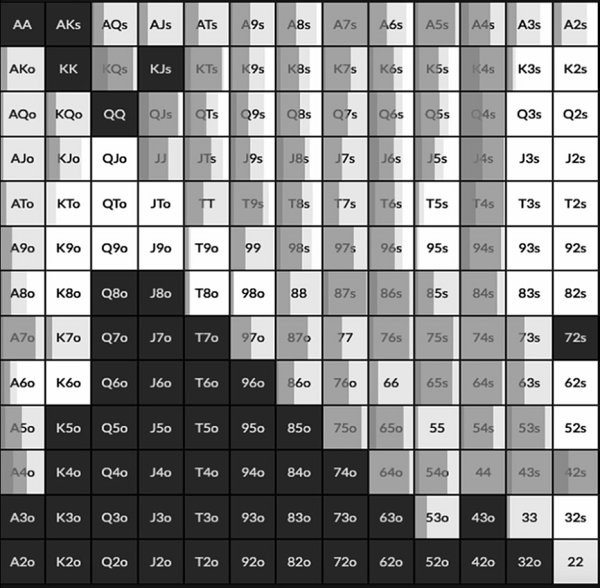 AA AKs AQs AJs ATs A9s A8s A7s A6s A5s A4s A3s A2s
AKo KK KQs KJs KTs K9s K8s K7s K6s K5s K4s K3s K2s
AQo KQo QQ QJs QTs Q9s Q8s Q7s Q6s Q5s Q4s Q3s Q2s
AJo KJo QJo JJ JTs J9s J8s J7s J6s J5s J4s J3s J2s
ATo KTo QTo JTo TT T9s T8s T7s T6s T5s T4s T3s T2s
A9o K9o Q9o J9o T9o 99 98s 97s 96s 95s 94s 93s 92s
A8o K8o Q8o J8o T8o 98o 88 87s 86s 85s 84s 83s 82s
A7o K7o Q7o J7o T7o 97o 87o 77 76s 75s 74s 73s 72s
A6o K6o Q6o J6o T6o 96o 86o 76o 66 65s 64s 63s 62s
A5o K5o Q5o J5o T5o 95o 85o 75o 65o 55 54s 53s 52s
A4o K4o Q4o J4o T4o 94o 84o 74o 64o 54o 44 43s 42s
A3o K3o Q3o J3o T3o 93o 83o 73o 63o 53o 43o 33 32s
A2o K2o Q2o J2o T2o 92o 82o 72o 62o 52o 42o 32o 22